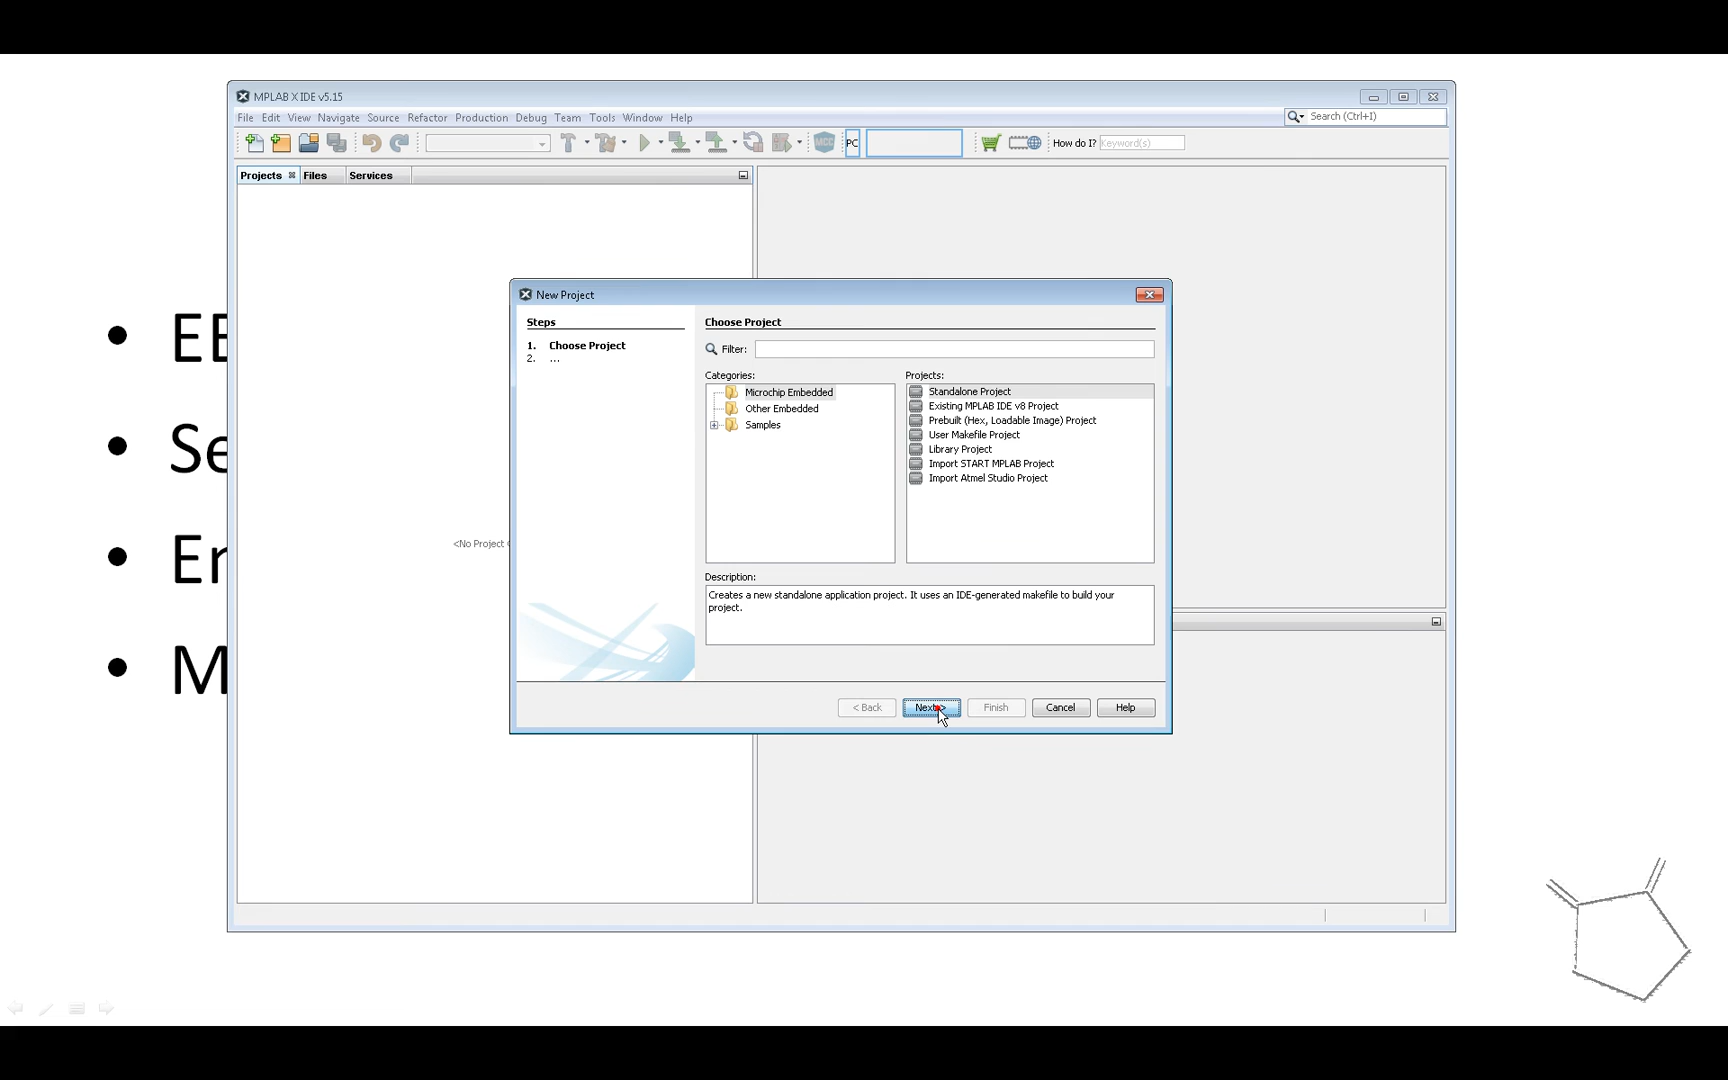 MPLAB X IDE v5.15
File Edit View Navigate Source Refactor Production Debug Team Tools Window Help
Search (Ctrl+I)
MCC
PC
How do I?
Keyword(s)
Projects
Files
Services
<No Project
• EE
• Se
• En
• M
New Project
Steps
1. Choose Project
2. ...
Choose Project
Filter:
Categories:
Microchip Embedded
Other Embedded
Samples
Projects:
Standalone Project
Existing MPLAB IDE v8 Project
Prebuilt (Hex, Loadable Image) Project
User Makefile Project
Library Project
Import START MPLAB Project
Import Atmel Studio Project
Description:
Creates a new standalone application project. It uses an IDE-generated makefile to build your
project.
< Back
Next >
Finish
Cancel
Help